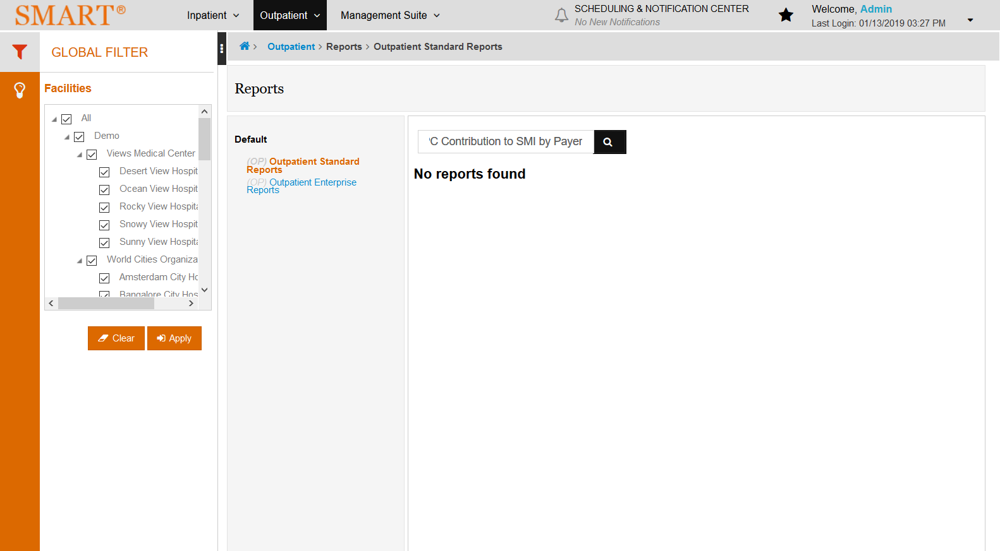 SMART®
Inpatient
Outpatient
Management Suite
SCHEDULING & NOTIFICATION CENTER
No New Notifications
Welcome, Admin
Last Login: 01/13/2019 03:27 PM
GLOBAL FILTER
Outpatient > Reports > Outpatient Standard Reports
Facilities
All
Demo
Views Medical Center
Desert View Hospit
Ocean View Hospit
Rocky View Hospita
Snowy View Hospit
Sunny View Hospita
World Cities Organiza
Amsterdam City Ho
Bangalore City Hos
Clear
Apply
Reports
Default
(OP) Outpatient Standard
Reports
(OP) Outpatient Enterprise
Reports
C Contribution to SMI by Payer
No reports found